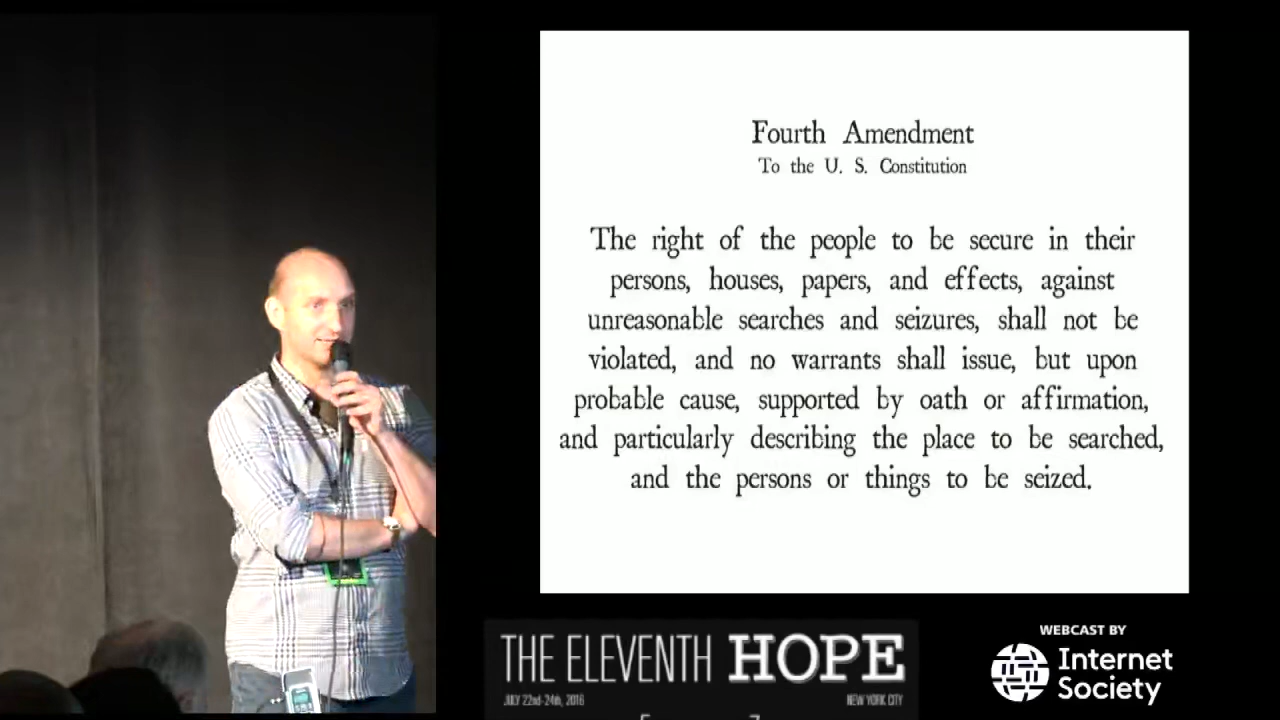 Fourth Amendment
To the U. S. Constitution
The right of the people to be secure in their
persons, houses, papers, and effects, against
unreasonable searches and seizures, shall not be
violated, and no warrants shall issue, but upon
probable cause, supported by oath or affirmation,
and particularly describing the place to be searched,
and the persons or things to be seized.
THE ELEVENTH HOPE
JULY 22nd-24th, 2016 NEW YORK CITY
WEBCAST BY
Internet
Society